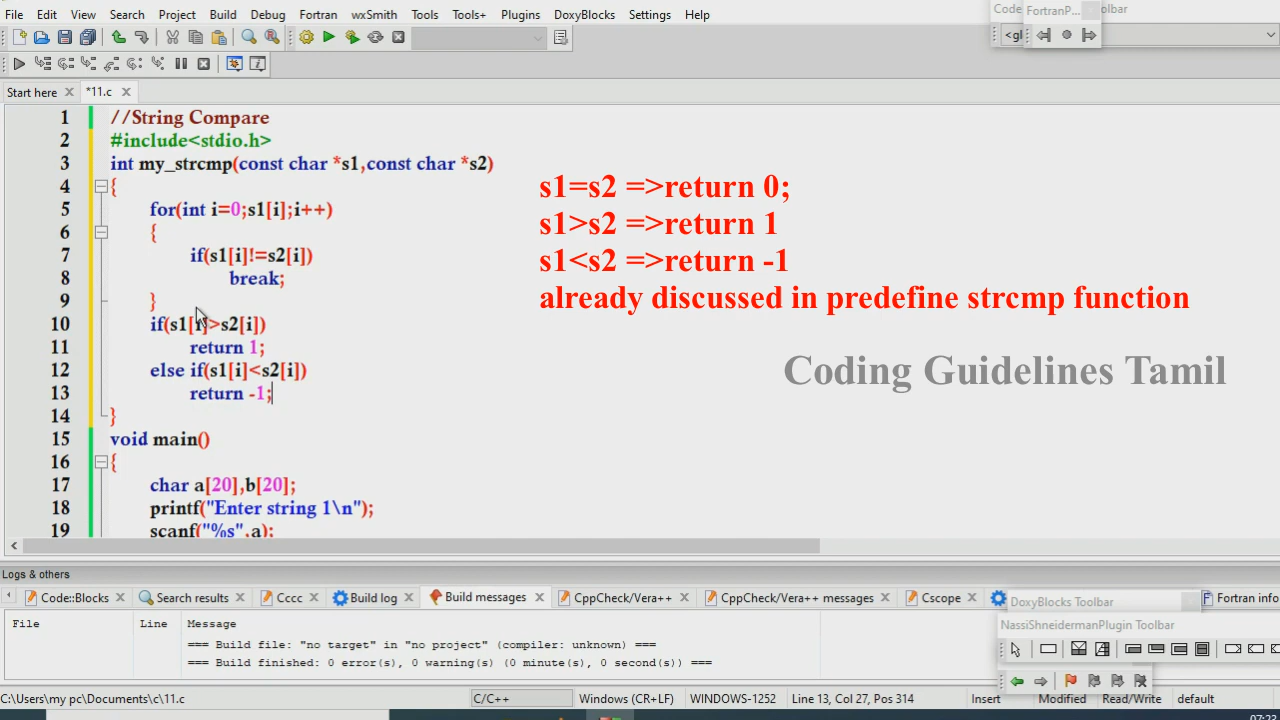 File Edit View Search Project Build Debug Fortran wxSmith Tools Tools+ Plugins DoxyBlocks Settings Help
Code
FortranP...
lbar
<gl
Start here
*11.c
1 //String Compare
2 #include<stdio.h>
3 int my_strcmp(const char *s1,const char *s2)
4 {
5 for(int i=0;s1[i];i++)
6 {
7 if(s1[i]!=s2[i])
8 break;
9 }
10 if(s1[i]>s2[i])
11 return 1;
12 else if(s1[i]<s2[i])
13 return -1;
14 }
15 void main()
16 {
17 char a[20],b[20];
18 printf("Enter string 1\n");
19 scanf("%s",a);
s1=s2 =>return 0;
s1>s2 =>return 1
s1<s2 =>return -1
already discussed in predefine strcmp function
Coding Guidelines Tamil
Logs & others
Code::Blocks Search results Cccc Build log Build messages CppCheck/Vera++ CppCheck/Vera++ messages Cscope Fortran info
DoxyBlocks Toolbar
NassiShneidermanPlugin Toolbar
File Line Message
=== Build file: "no target" in "no project" (compiler: unknown) ===
=== Build finished: 0 error(s), 0 warning(s) (0 minute(s), 0 second(s)) ===
C:\Users\my pc\Documents\c\11.c C/C++ Windows (CR+LF) WINDOWS-1252 Line 13, Col 27, Pos 314 Insert Modified Read/Write default